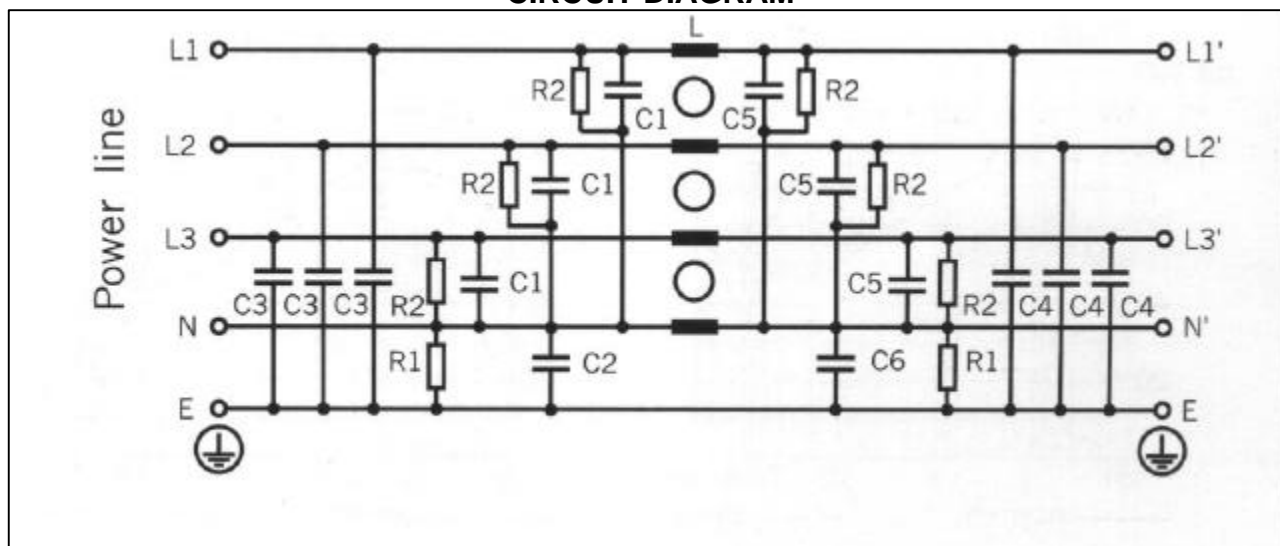 CIRCUIT DIAGRAM
L
L1
L1'
R2
C1
C5
R2
L2
L2'
R2
C1
C5
R2
Power line
L3
L3'
C3
C3
C3
R2
C1
C5
R2
C4
C4
C4
N
N'
R1
C2
C6
R1
E
E